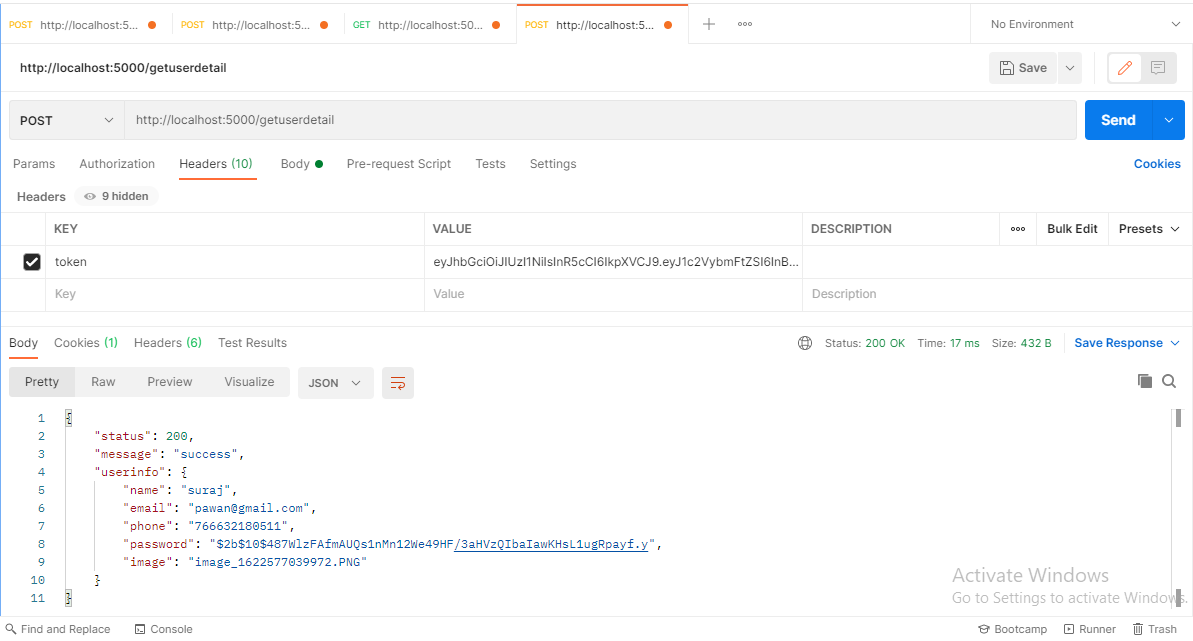 POST http://localhost:5... POST http://localhost:5... GET http://localhost:50... POST http://localhost:5... No Environment
http://localhost:5000/getuserdetail Save
POST http://localhost:5000/getuserdetail Send
Params Authorization Headers (10) Body Pre-request Script Tests Settings Cookies
Headers 9 hidden
KEY VALUE DESCRIPTION Bulk Edit Presets
token eyJhbGciOiJIUzI1NiIsInR5cCI6IkpXVCJ9.eyJ1c2VybmFtZSI6InB...
Key Value Description
Body Cookies (1) Headers (6) Test Results Status: 200 OK Time: 17 ms Size: 432 B Save Response
Pretty Raw Preview Visualize JSON
1 {
2 "status": 200,
3 "message": "success",
4 "userinfo": {
5 "name": "suraj",
6 "email": "pawan@gmail.com",
7 "phone": "766632180511",
8 "password": "$2b$10$487WlzFAfmAUQs1nMn12We49HF/3aHVzQIbaIawKHsL1ugRpayf.y",
9 "image": "image_1622577039972.PNG"
10 }
11 }
Activate Windows
Go to Settings to activate Windows.
Find and Replace Console Bootcamp Runner Trash